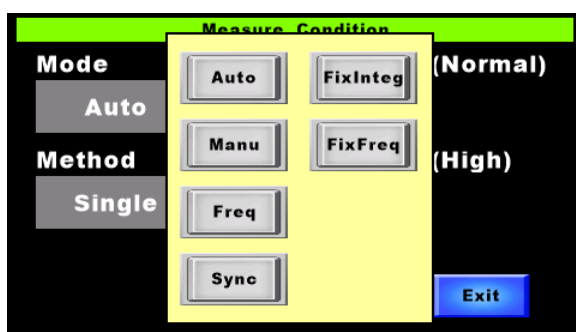 Measure Condition
Mode
Auto
Method
Single
Auto
Manu
Freq
Sync
FixInteg
FixFreq
(Normal)
(High)
Exit